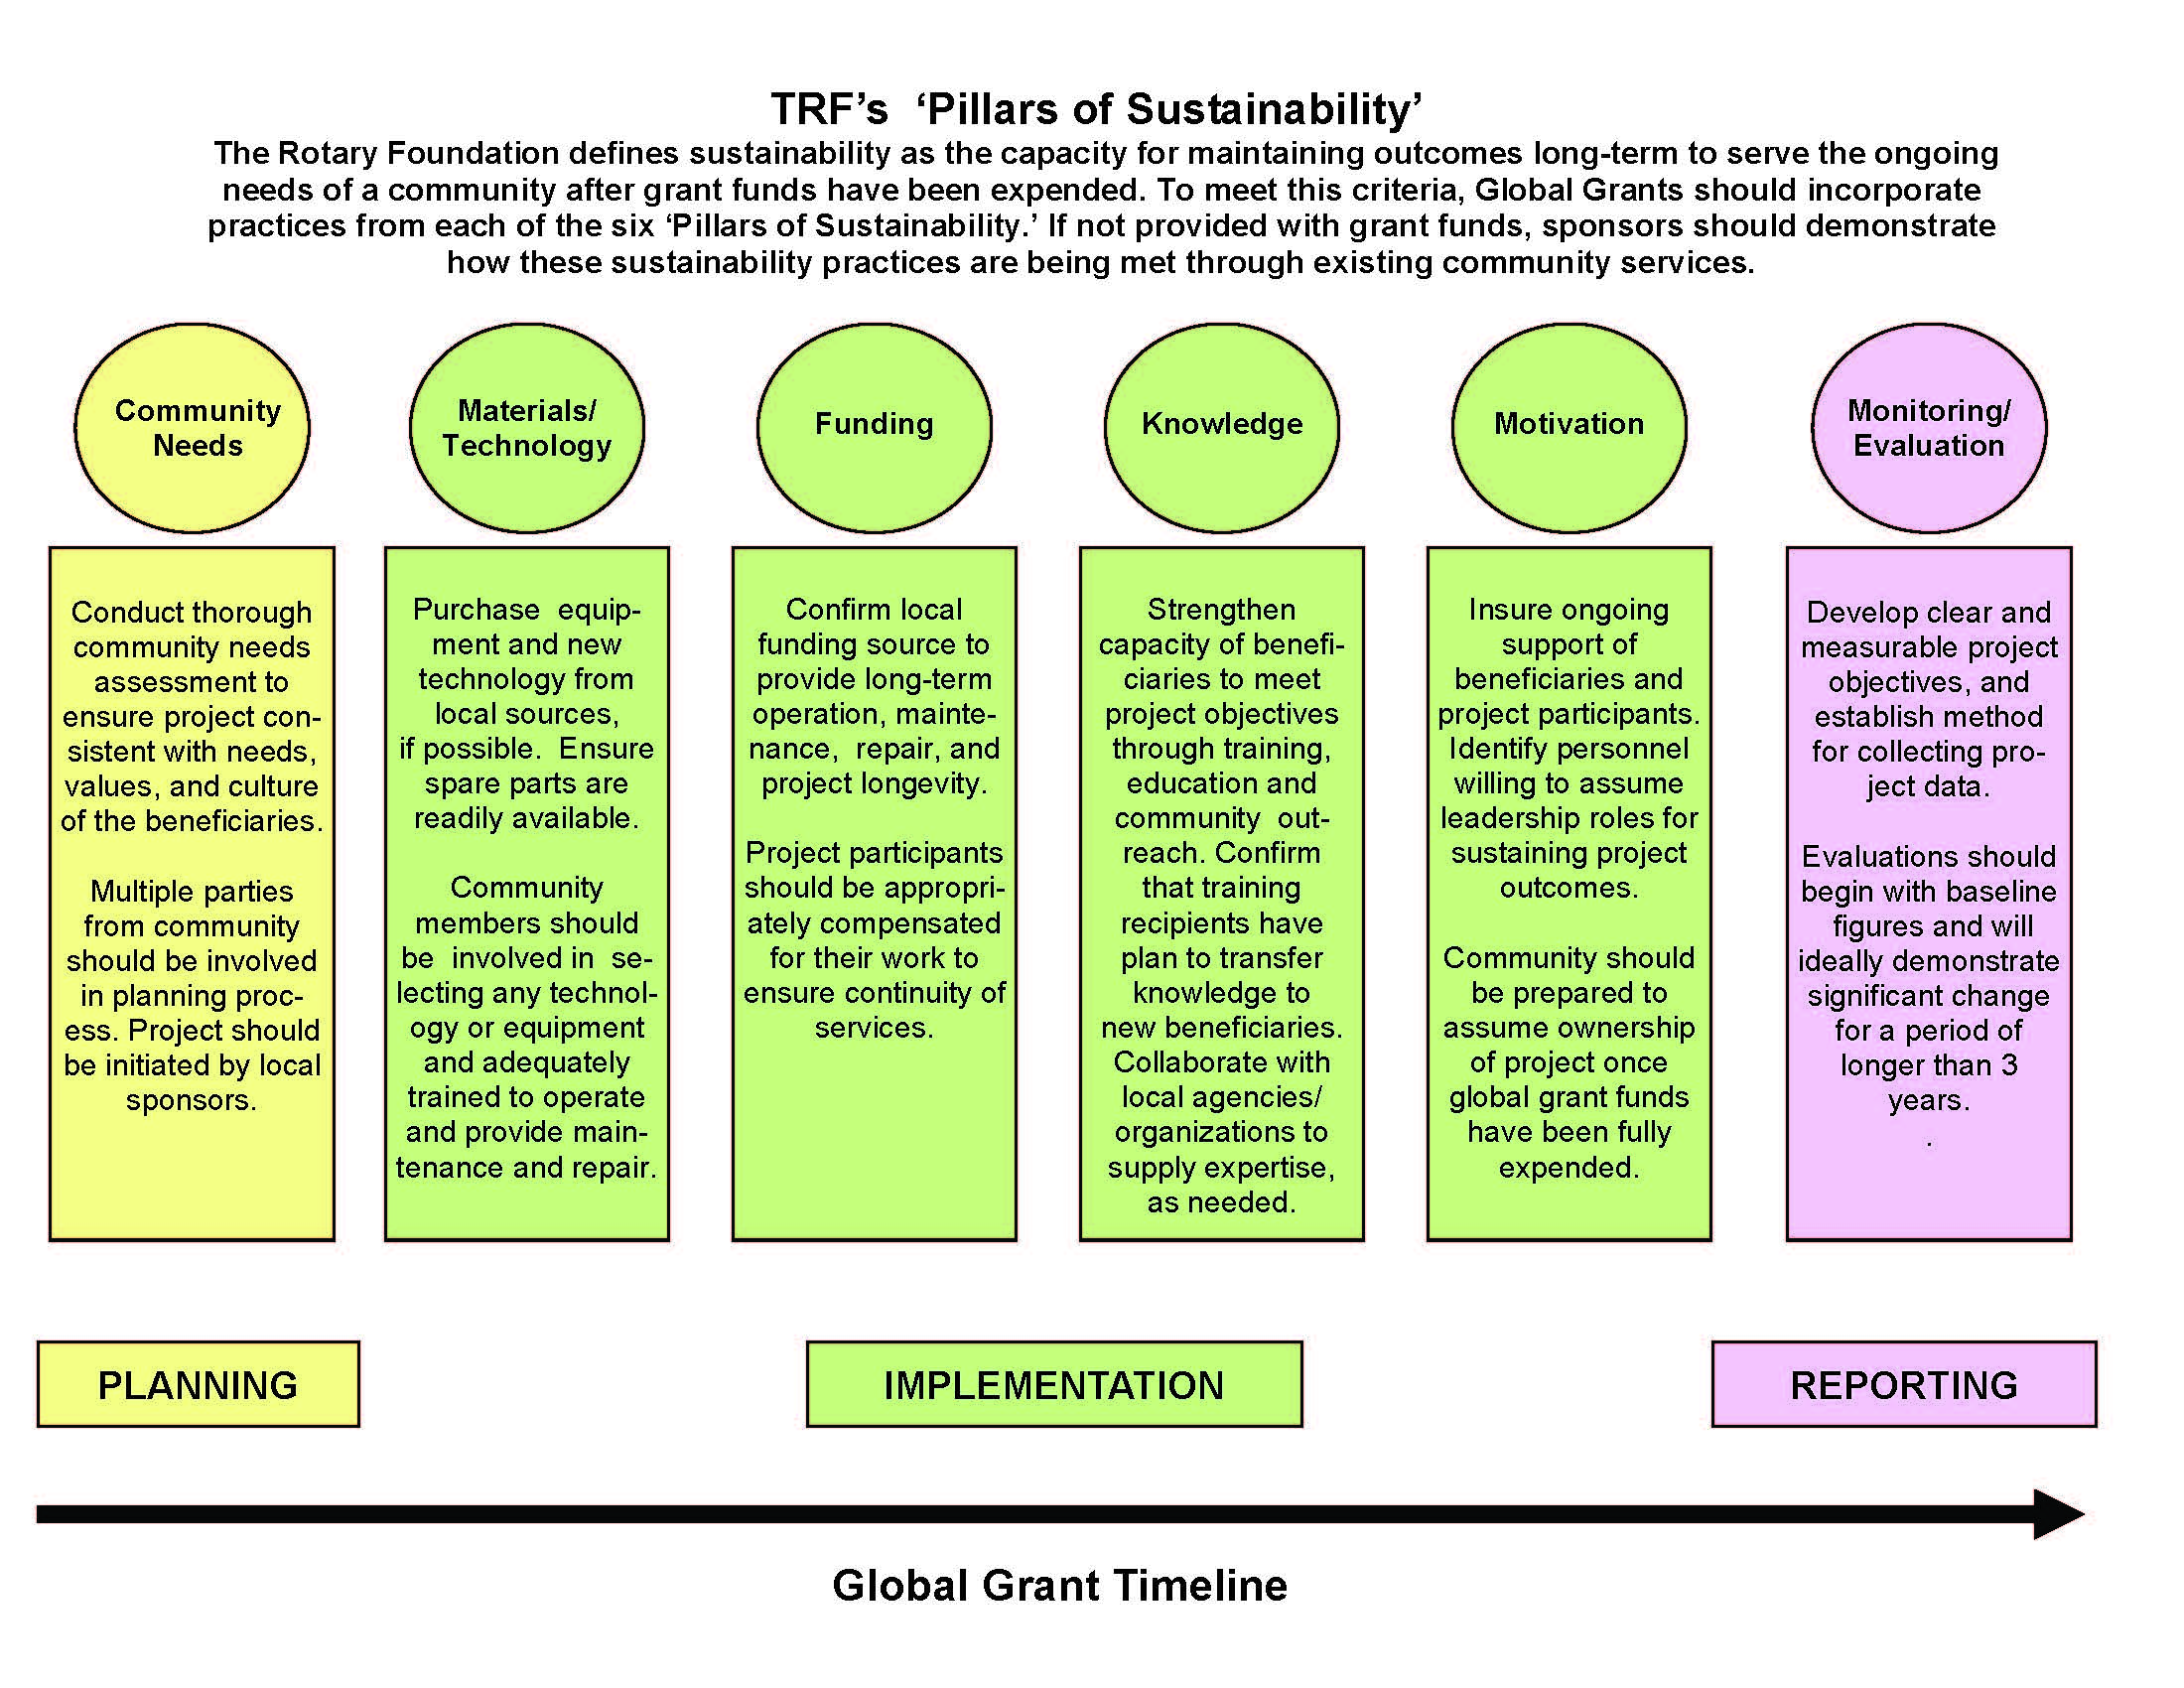 TRF’s ‘Pillars of Sustainability’
The Rotary Foundation defines sustainability as the capacity for maintaining outcomes long-term to serve the ongoing
needs of a community after grant funds have been expended. To meet this criteria, Global Grants should incorporate
practices from each of the six ‘Pillars of Sustainability.’ If not provided with grant funds, sponsors should demonstrate
how these sustainability practices are being met through existing community services.
Community
Needs
Conduct thorough
community needs
assessment to
ensure project con-
sistent with needs,
values, and culture
of the beneficiaries.
Multiple parties
from community
should be involved
in planning proc-
ess. Project should
be initiated by local
sponsors.
Materials/
Technology
Purchase equip-
ment and new
technology from
local sources,
if possible. Ensure
spare parts are
readily available.
Community
members should
be involved in se-
lecting any technol-
ogy or equipment
and adequately
trained to operate
and provide main-
tenance and repair.
Funding
Confirm local
funding source to
provide long-term
operation, mainte-
nance, repair, and
project longevity.
Project participants
should be appropri-
ately compensated
for their work to
ensure continuity of
services.
Knowledge
Strengthen
capacity of benefi-
ciaries to meet
project objectives
through training,
education and
community out-
reach. Confirm
that training
recipients have
plan to transfer
knowledge to
new beneficiaries.
Collaborate with
local agencies/
organizations to
supply expertise,
as needed.
Motivation
Insure ongoing
support of
beneficiaries and
project participants.
Identify personnel
willing to assume
leadership roles for
sustaining project
outcomes.
Community should
be prepared to
assume ownership
of project once
global grant funds
have been fully
expended.
Monitoring/
Evaluation
Develop clear and
measurable project
objectives, and
establish method
for collecting pro-
ject data.
Evaluations should
begin with baseline
figures and will
ideally demonstrate
significant change
for a period of
longer than 3
years.
.
PLANNING
IMPLEMENTATION
REPORTING
Global Grant Timeline